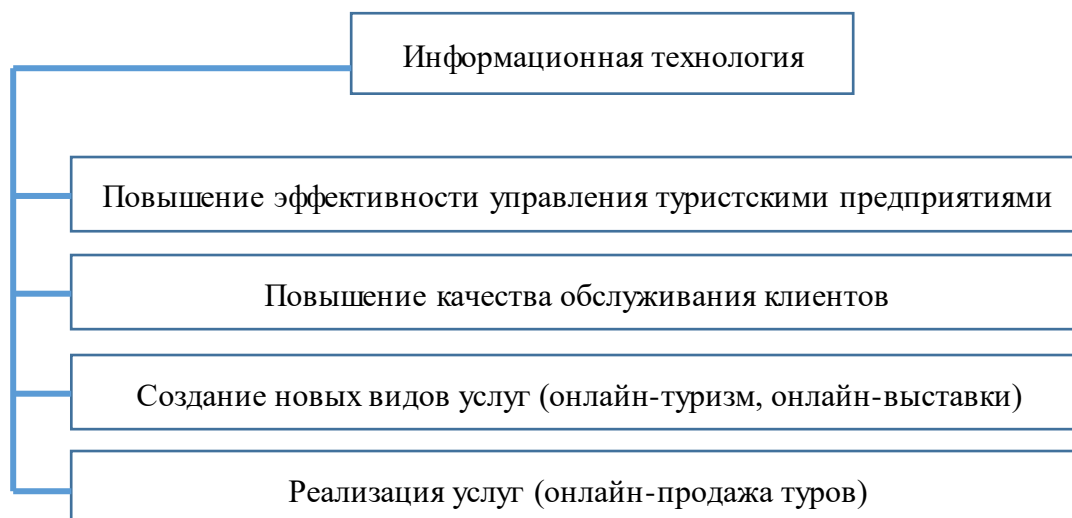 Информационная технология
Повышение эффективности управления туристскими предприятиями
Повышение качества обслуживания клиентов
Создание новых видов услуг (онлайн-туризм, онлайн-выставки)
Реализация услуг (онлайн-продажа туров)